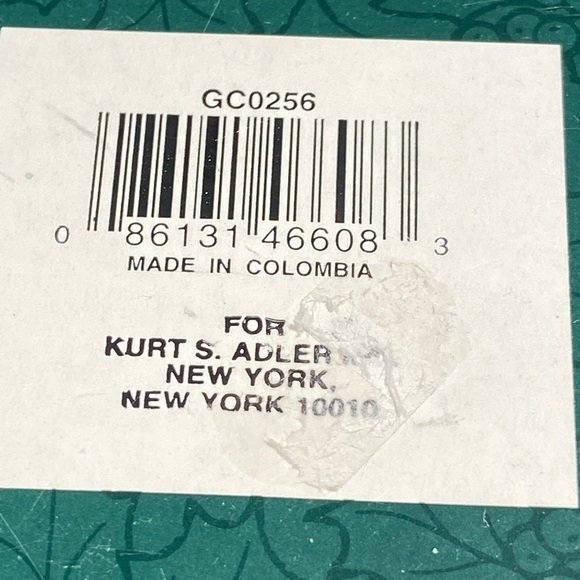 GC0256
0 86131 46608 3
MADE IN COLOMBIA
FOR
KURT S. ADLER
NEW YORK,
NEW YORK 10010